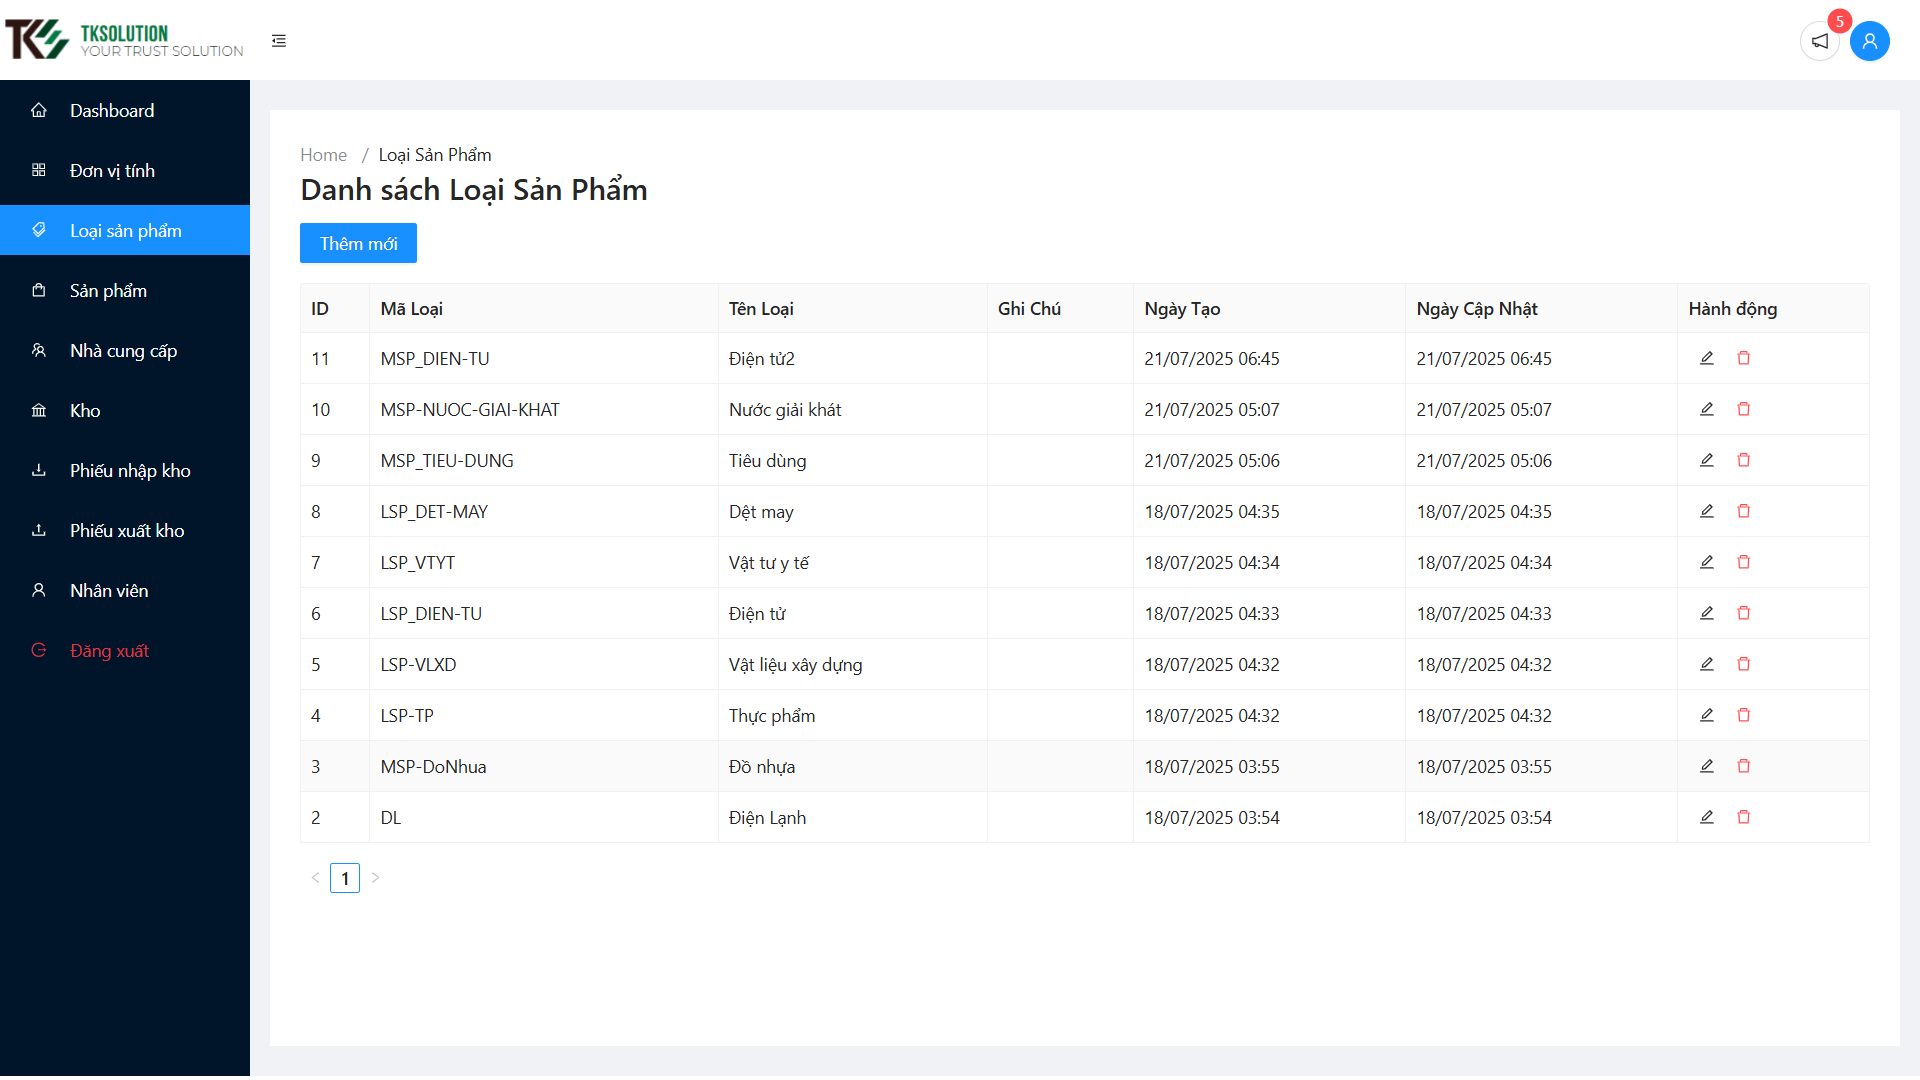 TKSOLUTION
YOUR TRUST SOLUTION
5
Dashboard
Đơn vị tính
Loại sản phẩm
Sản phẩm
Nhà cung cấp
Kho
Phiếu nhập kho
Phiếu xuất kho
Nhân viên
Đăng xuất
Home / Loại Sản Phẩm
Danh sách Loại Sản Phẩm
Thêm mới
ID Mã Loại Tên Loại Ghi Chú Ngày Tạo Ngày Cập Nhật Hành động
11 MSP_DIEN-TU Điện tử2 21/07/2025 06:45 21/07/2025 06:45
10 MSP-NUOC-GIAI-KHAT Nước giải khát 21/07/2025 05:07 21/07/2025 05:07
9 MSP_TIEU-DUNG Tiêu dùng 21/07/2025 05:06 21/07/2025 05:06
8 LSP_DET-MAY Dệt may 18/07/2025 04:35 18/07/2025 04:35
7 LSP_VTYT Vật tư y tế 18/07/2025 04:34 18/07/2025 04:34
6 LSP_DIEN-TU Điện tử 18/07/2025 04:33 18/07/2025 04:33
5 LSP-VLXD Vật liệu xây dựng 18/07/2025 04:32 18/07/2025 04:32
4 LSP-TP Thực phẩm 18/07/2025 04:32 18/07/2025 04:32
3 MSP-DoNhua Đồ nhựa 18/07/2025 03:55 18/07/2025 03:55
2 DL Điện Lạnh 18/07/2025 03:54 18/07/2025 03:54
< 1 >